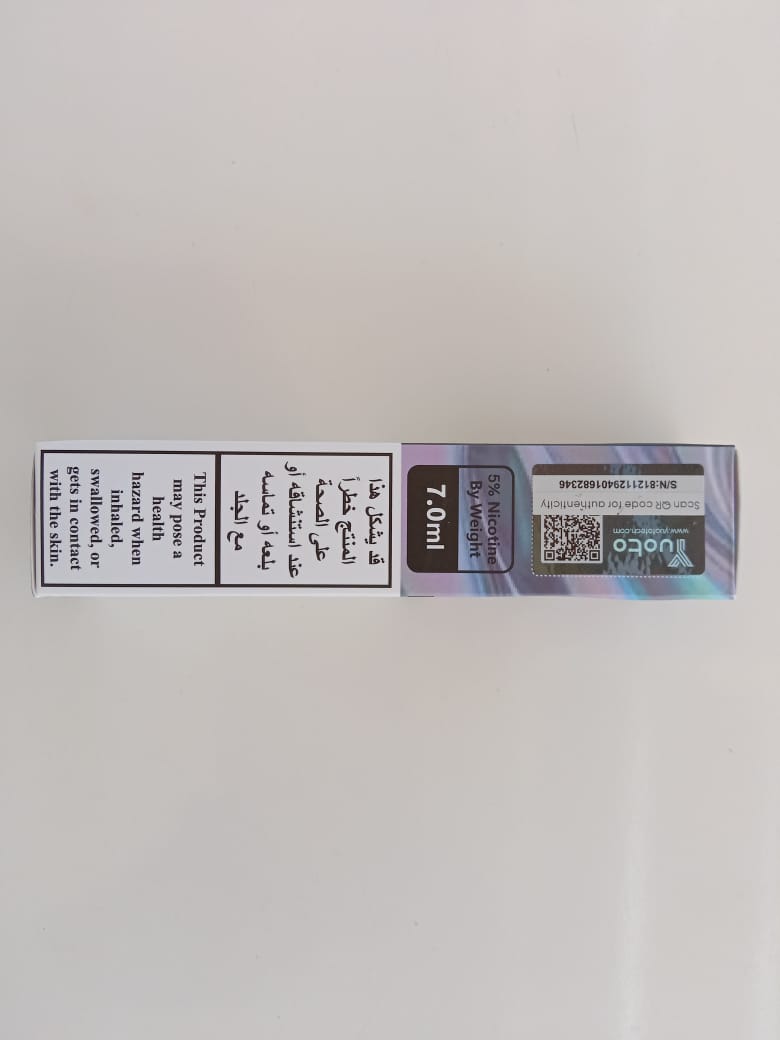 Yuoto
www.yuototech.com
Scan QR code for authenticity
S/N:8121129401682346
5% Nicotine
By Weight
7.0ml
قد يشكل هذا
المنتج خطراً
على الصحة
عند استنشاقه أو
بلعه أو تماسه
مع الجلد
This Product
may pose a
health
hazard when
inhaled,
swallowed, or
gets in contact
with the skin.